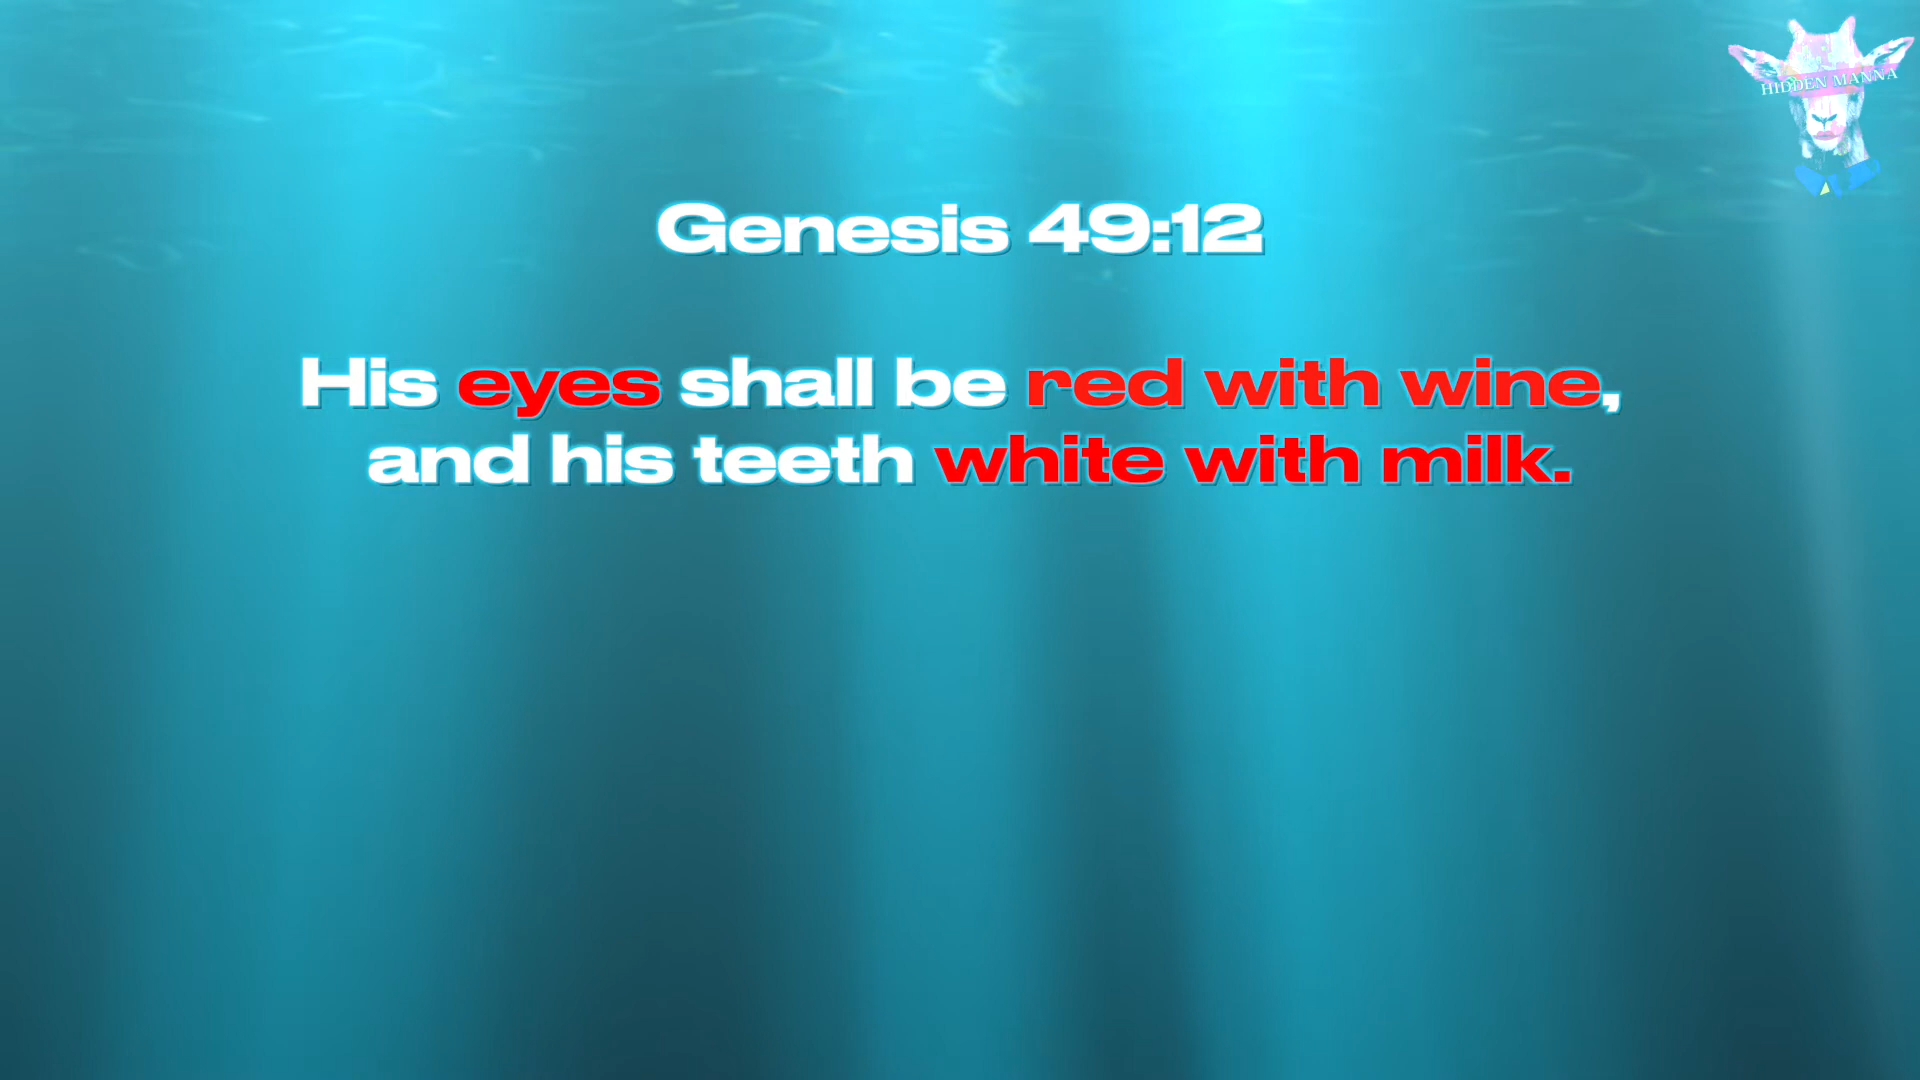 HIDDEN MANNA
Genesis 49:12
His eyes shall be red with wine,
and his teeth white with milk.